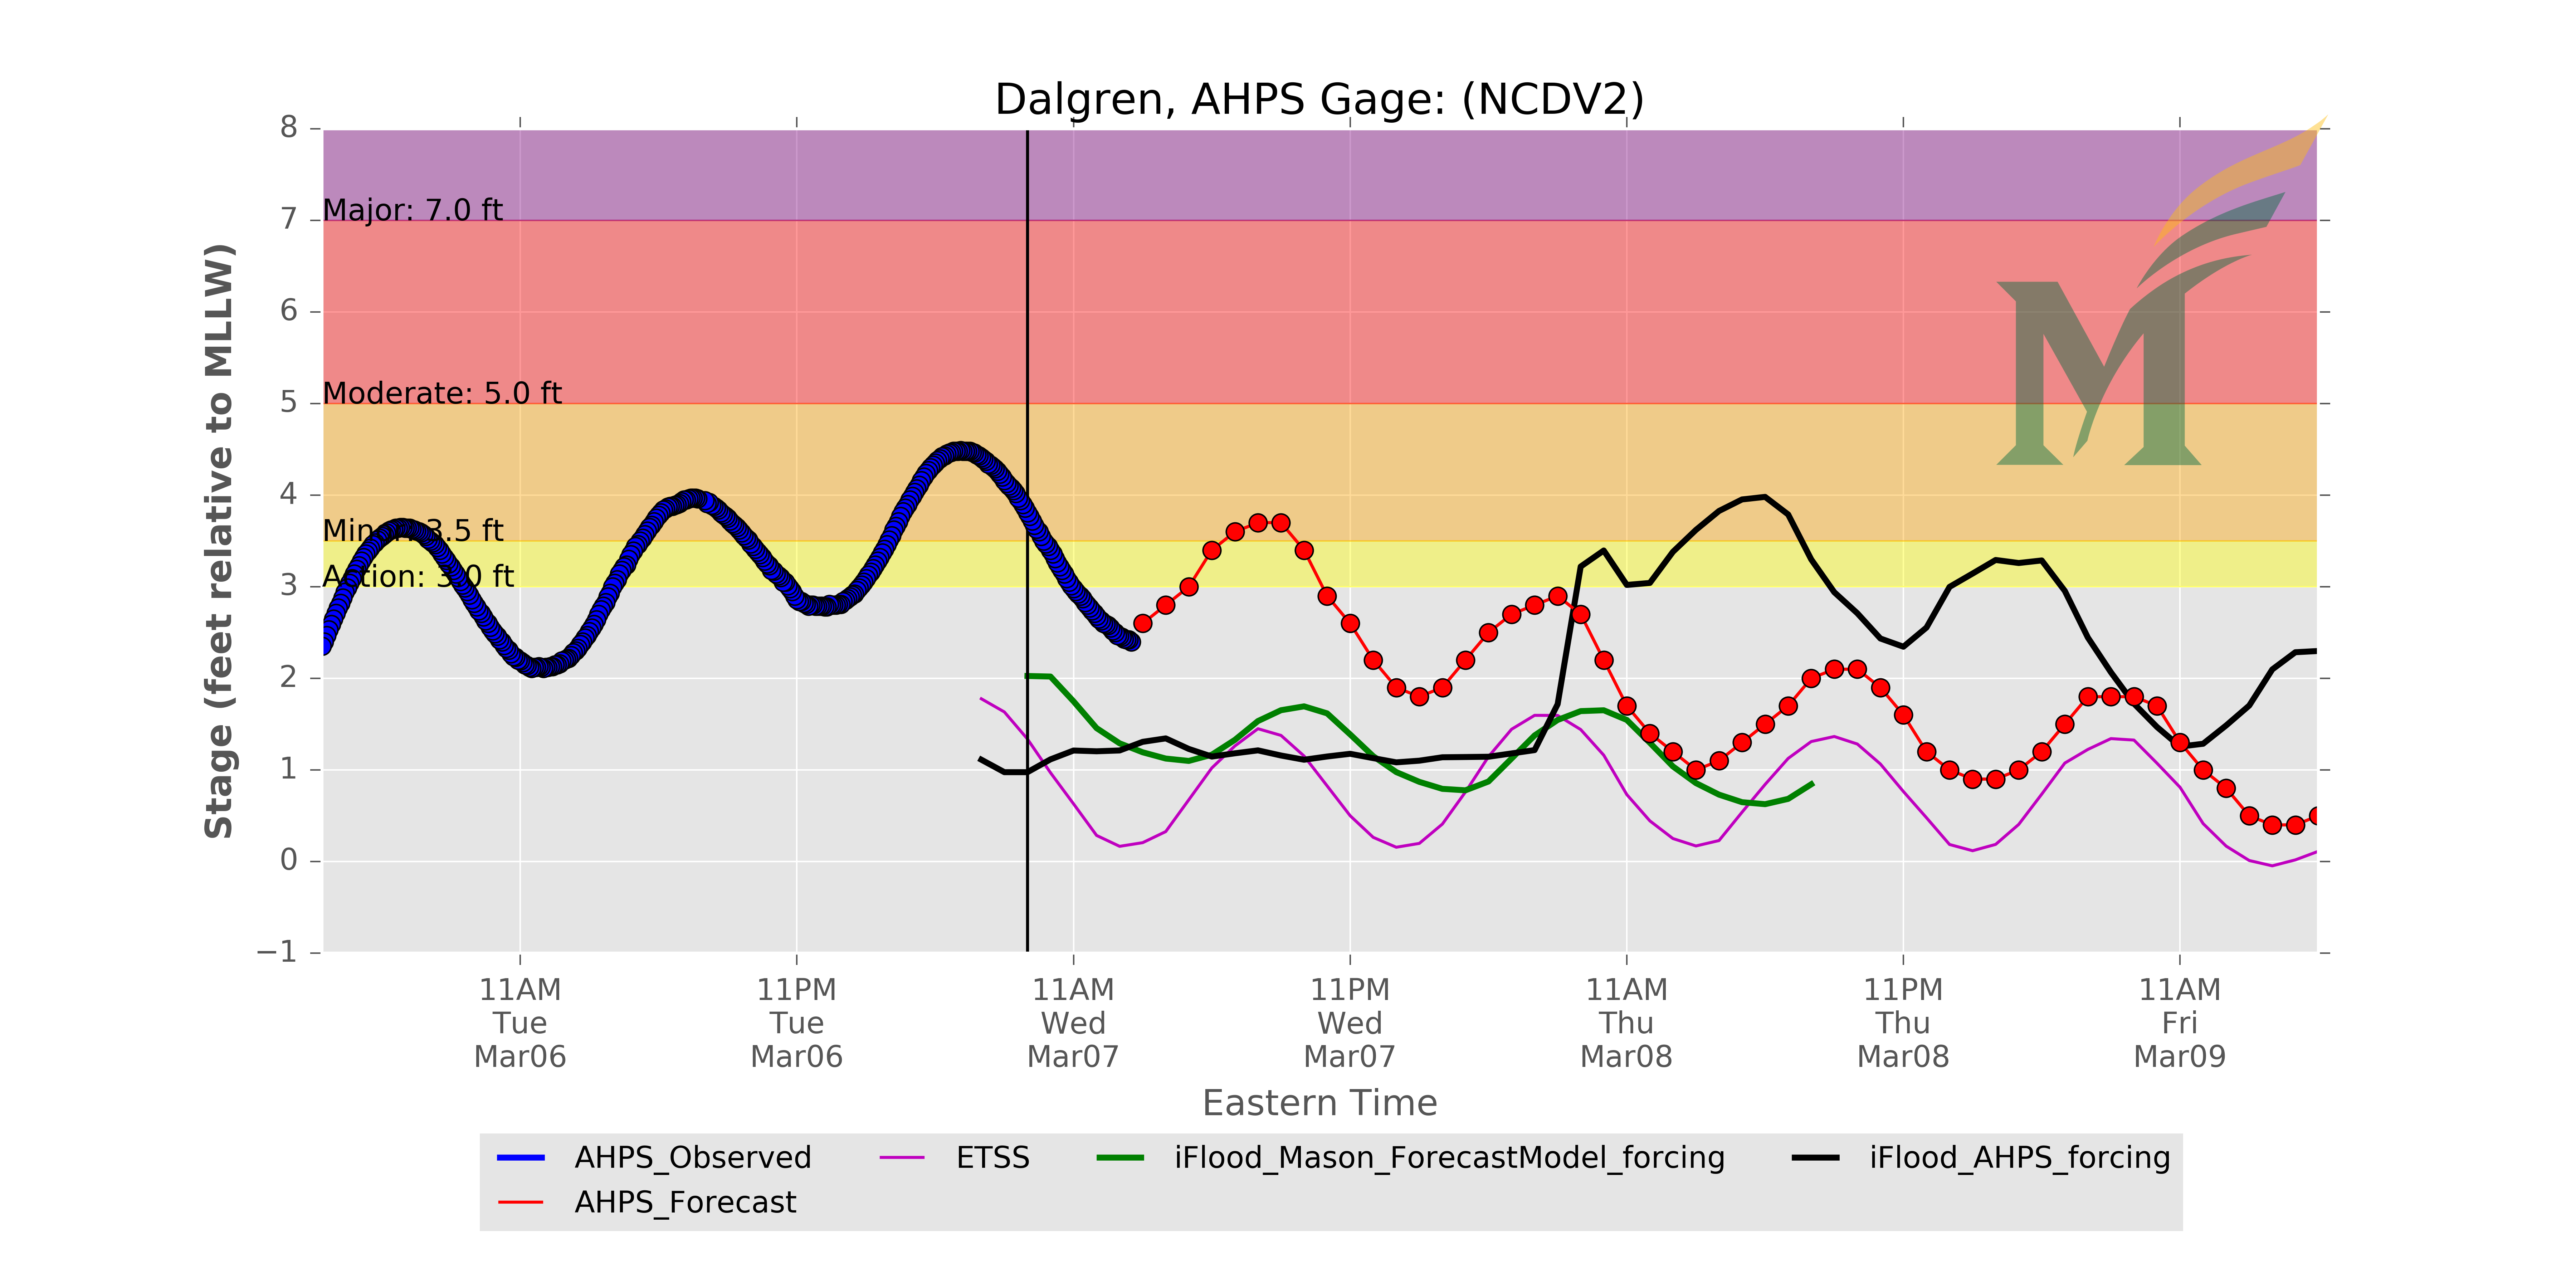 Dalgren, AHPS Gage: (NCDV2)
Stage (feet relative to MLLW)
8
7
6
5
4
3
2
1
0
−1
Major: 7.0 ft
Moderate: 5.0 ft
Minor: 3.5 ft
Action: 3.0 ft
11AM
Tue
Mar06
11PM
Tue
Mar06
11AM
Wed
Mar07
11PM
Wed
Mar07
11AM
Thu
Mar08
11PM
Thu
Mar08
11AM
Fri
Mar09
Eastern Time
AHPS_Observed
AHPS_Forecast
ETSS
iFlood_Mason_ForecastModel_forcing
iFlood_AHPS_forcing
M